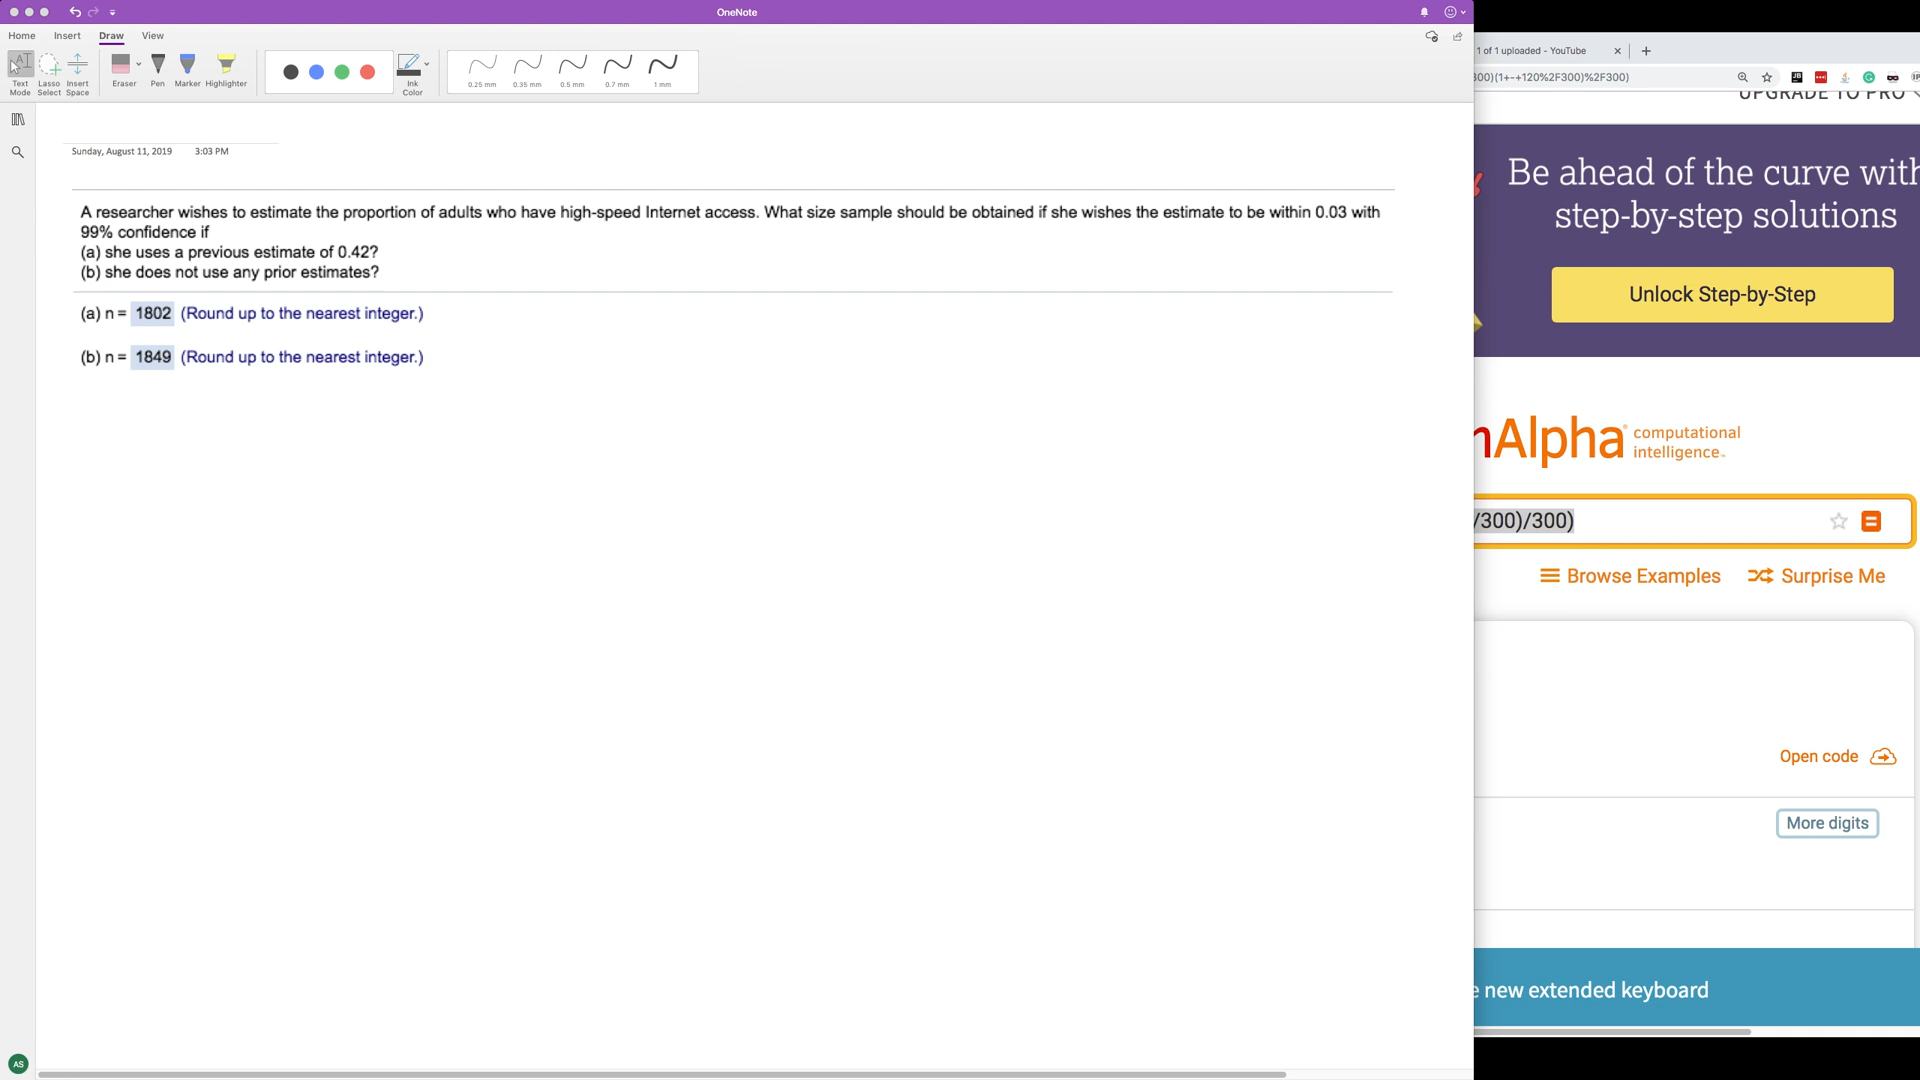 OneNote
Home Insert Draw View
Text Mode
Lasso Select
Insert Space
Eraser
Pen
Marker
Highlighter
Ink Color
0.25 mm
0.35 mm
0.5 mm
0.7 mm
1 mm
Sunday, August 11, 2019 3:03 PM
A researcher wishes to estimate the proportion of adults who have high-speed Internet access. What size sample should be obtained if she wishes the estimate to be within 0.03 with
99% confidence if
(a) she uses a previous estimate of 0.42?
(b) she does not use any prior estimates?
(a) n = 1802 (Round up to the nearest integer.)
(b) n = 1849 (Round up to the nearest integer.)
AS
1 of 1 uploaded - YouTube
300)(1+-+120%2F300)%2F300)
UPGRADE TO PRO
Be ahead of the curve with
step-by-step solutions
Unlock Step-by-Step
Alpha computational
intelligence
/300)/300)
Browse Examples Surprise Me
Open code
More digits
new extended keyboard